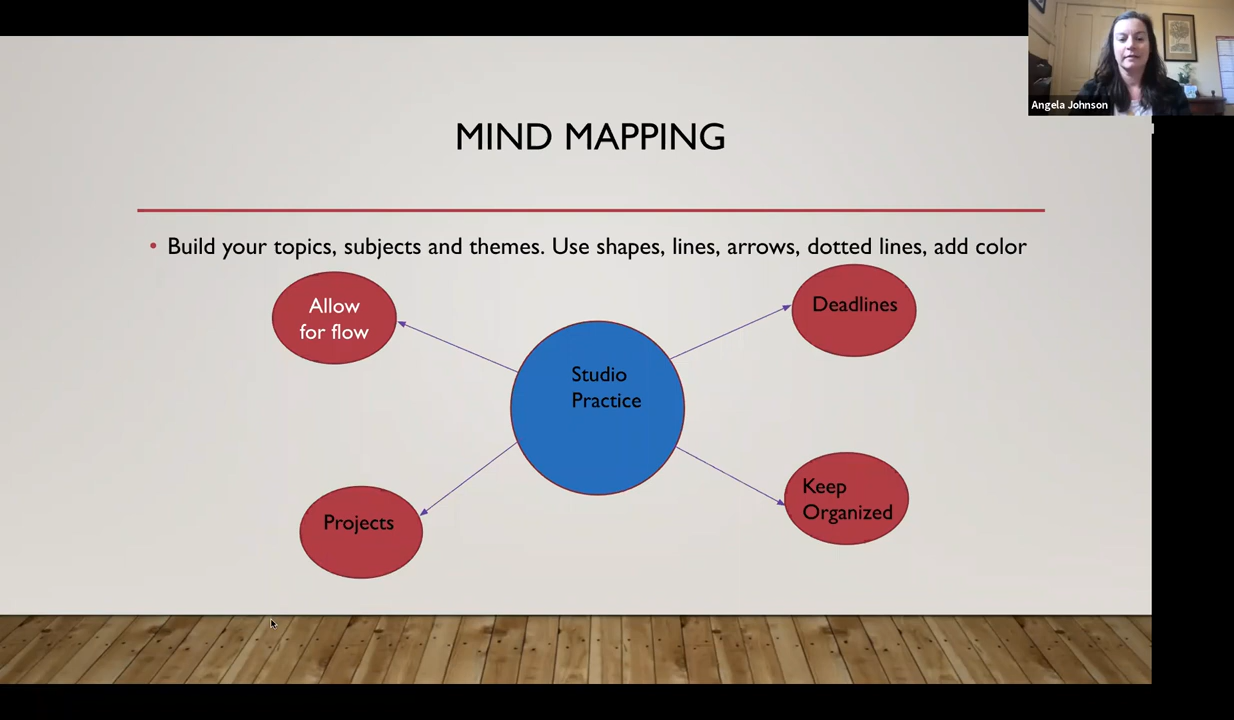 Angela Johnson
MIND MAPPING
• Build your topics, subjects and themes. Use shapes, lines, arrows, dotted lines, add color
Allow
for flow
Deadlines
Studio
Practice
Projects
Keep
Organized